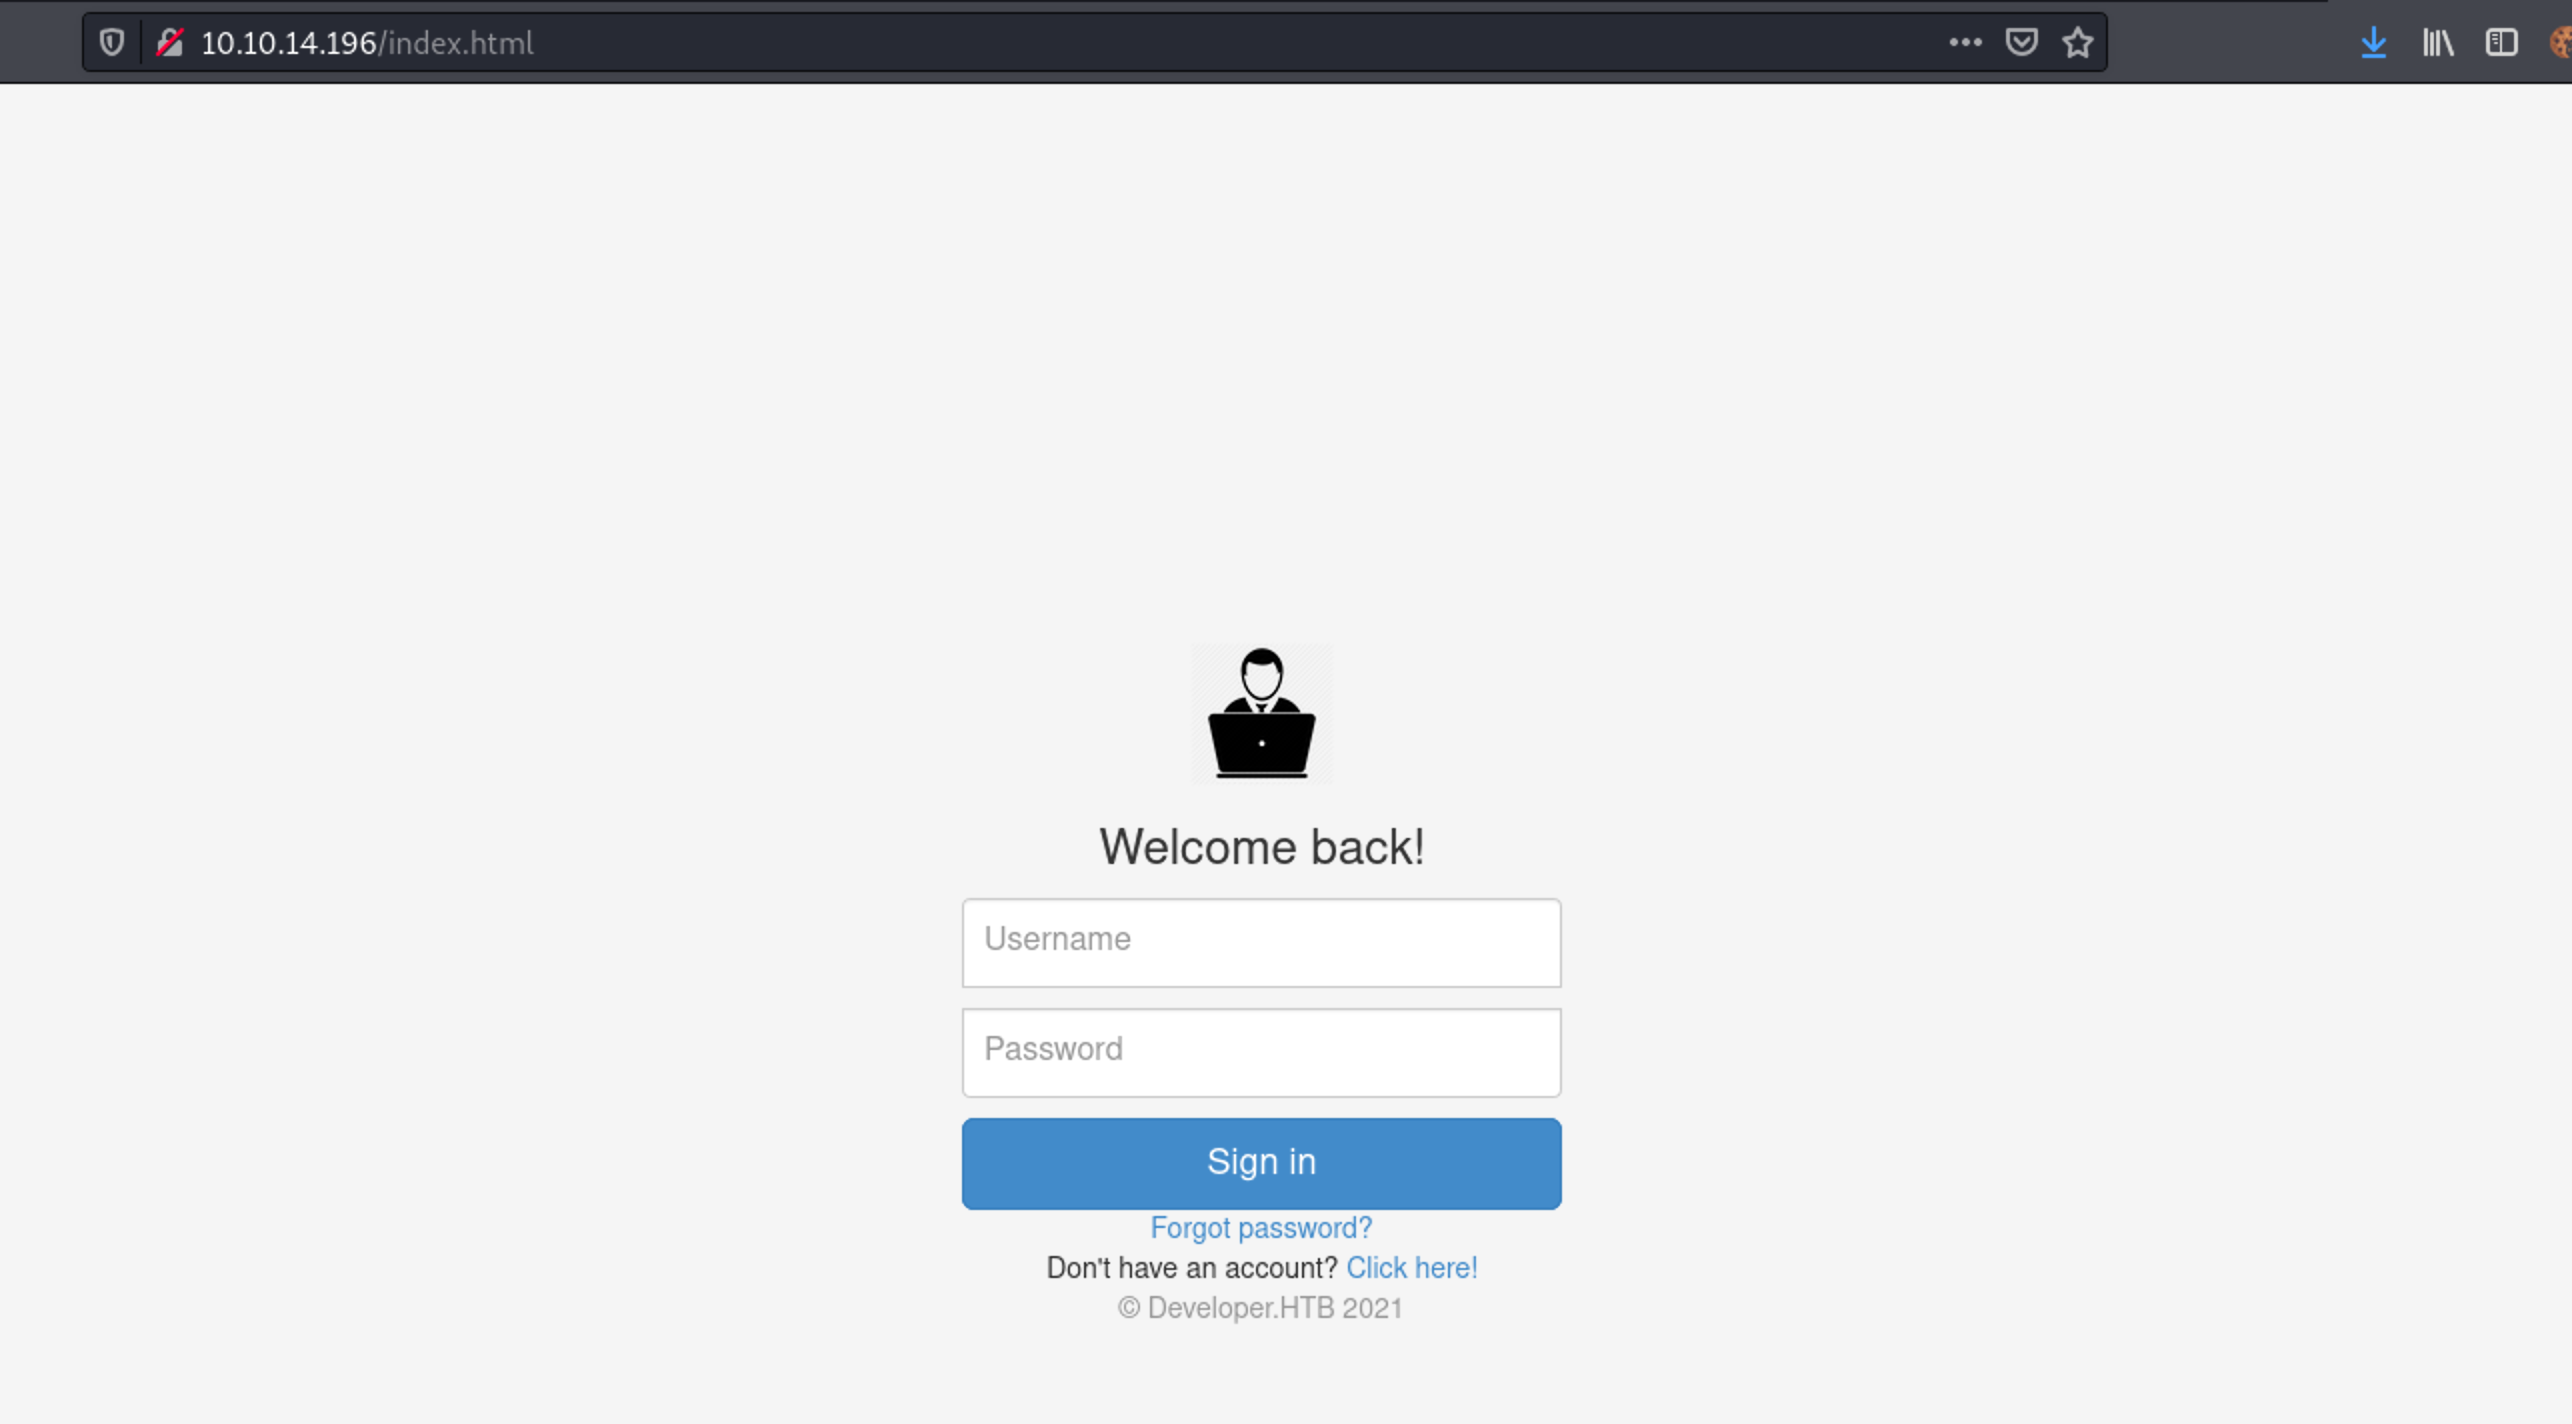 10.10.14.196/index.html
Welcome back!
Username
Password
Sign in
Forgot password?
Don't have an account? Click here!
© Developer.HTB 2021